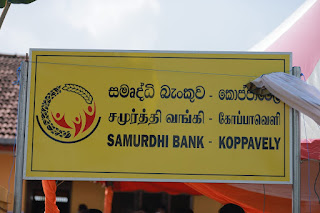 සමෘද්ධි බැංකුව -
சமுர்த்தி வங்கி - கோப்பாவெளி
SAMURDHI BANK - KOPPAVELY